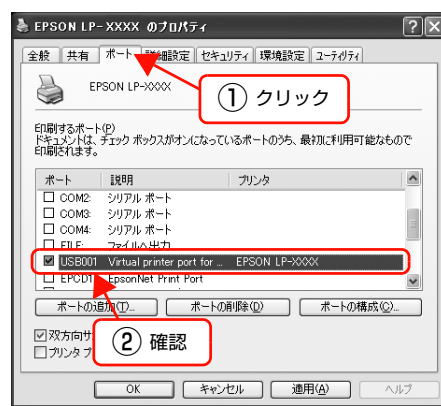 EPSON LP-XXXX のプロパティ
全般 共有 ポート 詳細設定 セキュリティ 環境設定 ユーティリティ
EPSON LP-XXXX
① クリック
印刷するポート(P)
ドキュメントは、チェック ボックスがオンになっているポートのうち、最初に利用可能なもので
印刷されます。
ポート 説明 プリンタ
COM2: シリアル ポート
COM3: シリアル ポート
COM4: シリアル ポート
FILE: ファイルへ出力
USB001 Virtual printer port for ... EPSON LP-XXXX
EPCD1 EpsonNet Print Port
ポートの追加(T)... ポートの削除(D) ポートの構成(C)...
双方向サ
② 確認
プリンタ プ
OK キャンセル 適用(A) ヘルプ